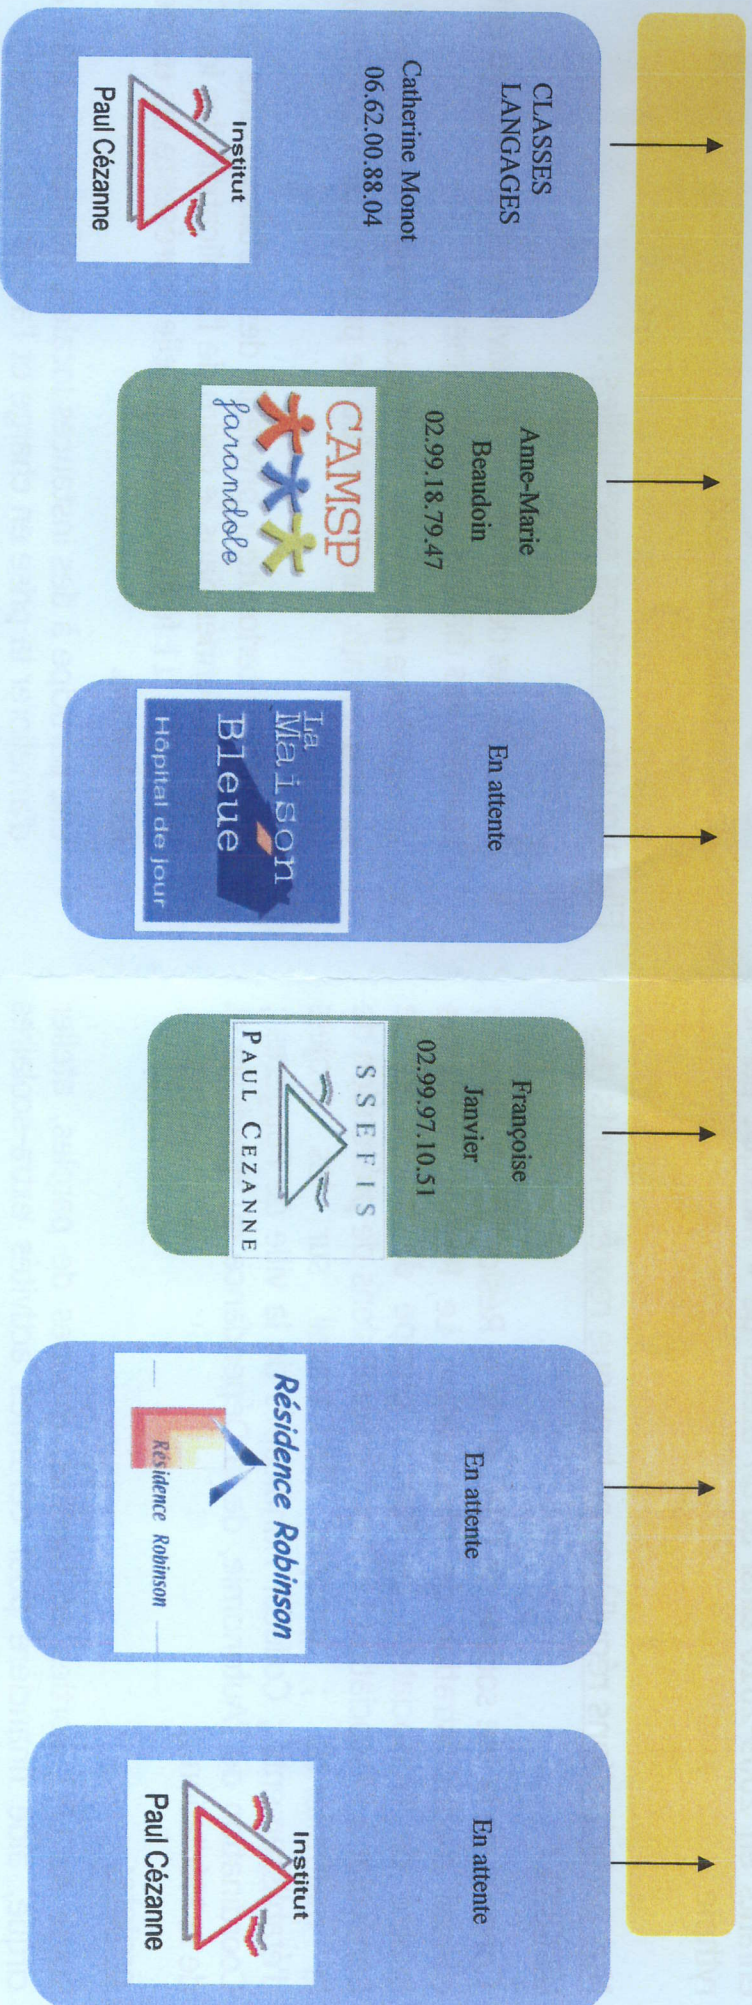 CLASSES
LANGAGES
Catherine Monot
06.62.00.88.04
Institut
Paul Cézanne
Anne-Marie
Beaudoin
02.99.18.79.47
CAMSP
farandole
En attente
La
Maison
Bleue
Hôpital de jour
Françoise
Janvier
02.99.97.10.51
SSEFIS
PAUL CEZANNE
En attente
Résidence Robinson
Résidence Robinson
En attente
Institut
Paul Cézanne